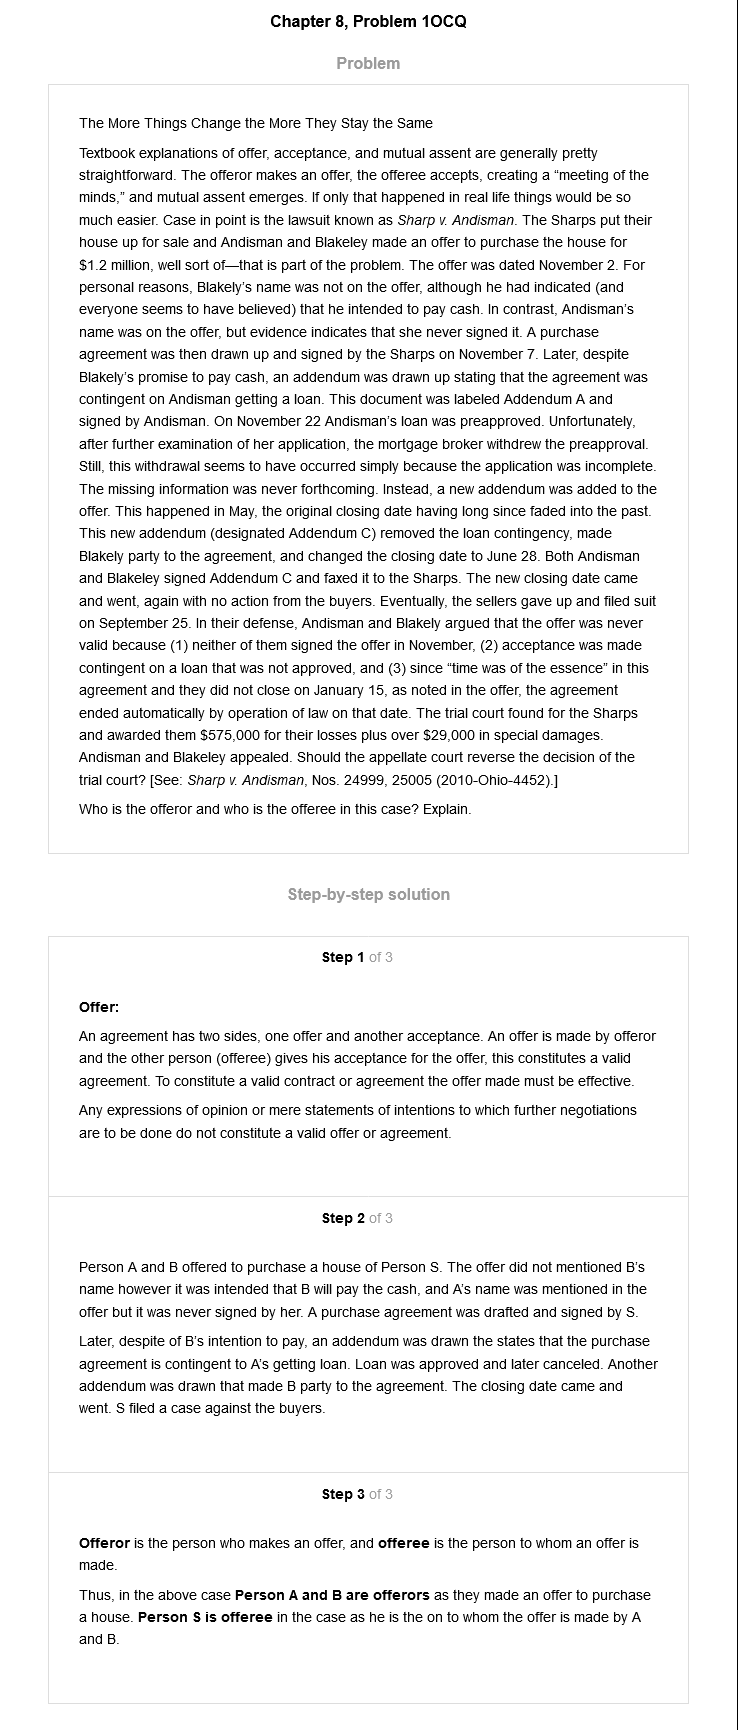 Chapter 8, Problem 1OCQ
Problem
The More Things Change the More They Stay the Same
Textbook explanations of offer, acceptance, and mutual assent are generally pretty
straightforward. The offeror makes an offer, the offeree accepts, creating a “meeting of the
minds,” and mutual assent emerges. If only that happened in real life things would be so
much easier. Case in point is the lawsuit known as Sharp v. Andisman. The Sharps put their
house up for sale and Andisman and Blakeley made an offer to purchase the house for
$1.2 million, well sort of—that is part of the problem. The offer was dated November 2. For
personal reasons, Blakely’s name was not on the offer, although he had indicated (and
everyone seems to have believed) that he intended to pay cash. In contrast, Andisman’s
name was on the offer, but evidence indicates that she never signed it. A purchase
agreement was then drawn up and signed by the Sharps on November 7. Later, despite
Blakely’s promise to pay cash, an addendum was drawn up stating that the agreement was
contingent on Andisman getting a loan. This document was labeled Addendum A and
signed by Andisman. On November 22 Andisman’s loan was preapproved. Unfortunately,
after further examination of her application, the mortgage broker withdrew the preapproval.
Still, this withdrawal seems to have occurred simply because the application was incomplete.
The missing information was never forthcoming. Instead, a new addendum was added to the
offer. This happened in May, the original closing date having long since faded into the past.
This new addendum (designated Addendum C) removed the loan contingency, made
Blakely party to the agreement, and changed the closing date to June 28. Both Andisman
and Blakeley signed Addendum C and faxed it to the Sharps. The new closing date came
and went, again with no action from the buyers. Eventually, the sellers gave up and filed suit
on September 25. In their defense, Andisman and Blakely argued that the offer was never
valid because (1) neither of them signed the offer in November, (2) acceptance was made
contingent on a loan that was not approved, and (3) since “time was of the essence” in this
agreement and they did not close on January 15, as noted in the offer, the agreement
ended automatically by operation of law on that date. The trial court found for the Sharps
and awarded them $575,000 for their losses plus over $29,000 in special damages.
Andisman and Blakeley appealed. Should the appellate court reverse the decision of the
trial court? [See: Sharp v. Andisman, Nos. 24999, 25005 (2010-Ohio-4452).]
Who is the offeror and who is the offeree in this case? Explain.
Step-by-step solution
Step 1 of 3
Offer:
An agreement has two sides, one offer and another acceptance. An offer is made by offeror
and the other person (offeree) gives his acceptance for the offer, this constitutes a valid
agreement. To constitute a valid contract or agreement the offer made must be effective.
Any expressions of opinion or mere statements of intentions to which further negotiations
are to be done do not constitute a valid offer or agreement.
Step 2 of 3
Person A and B offered to purchase a house of Person S. The offer did not mentioned B’s
name however it was intended that B will pay the cash, and A’s name was mentioned in the
offer but it was never signed by her. A purchase agreement was drafted and signed by S.
Later, despite of B’s intention to pay, an addendum was drawn the states that the purchase
agreement is contingent to A’s getting loan. Loan was approved and later canceled. Another
addendum was drawn that made B party to the agreement. The closing date came and
went. S filed a case against the buyers.
Step 3 of 3
Offeror is the person who makes an offer, and offeree is the person to whom an offer is
made.
Thus, in the above case Person A and B are offerors as they made an offer to purchase
a house. Person S is offeree in the case as he is the on to whom the offer is made by A
and B.